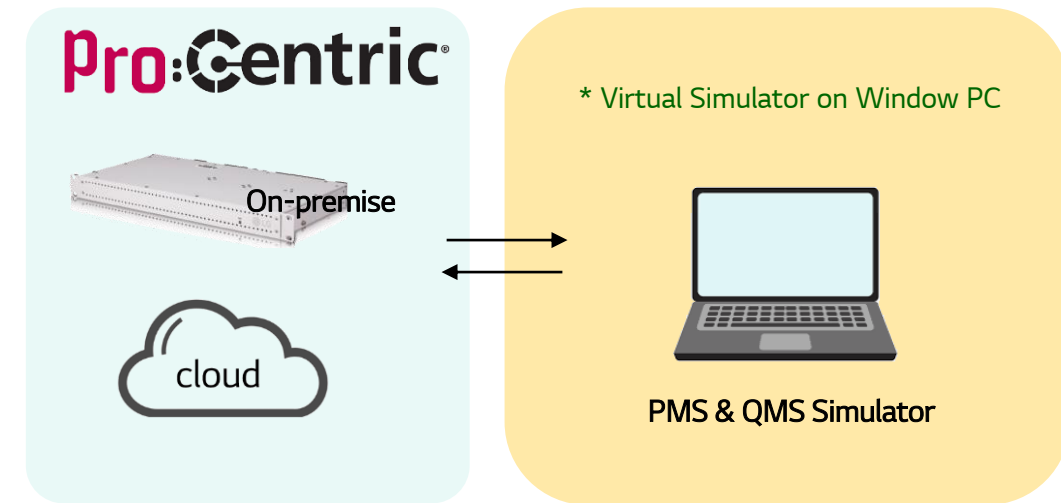 Pro:Centric®
On-premise
cloud
* Virtual Simulator on Window PC
PMS & QMS Simulator